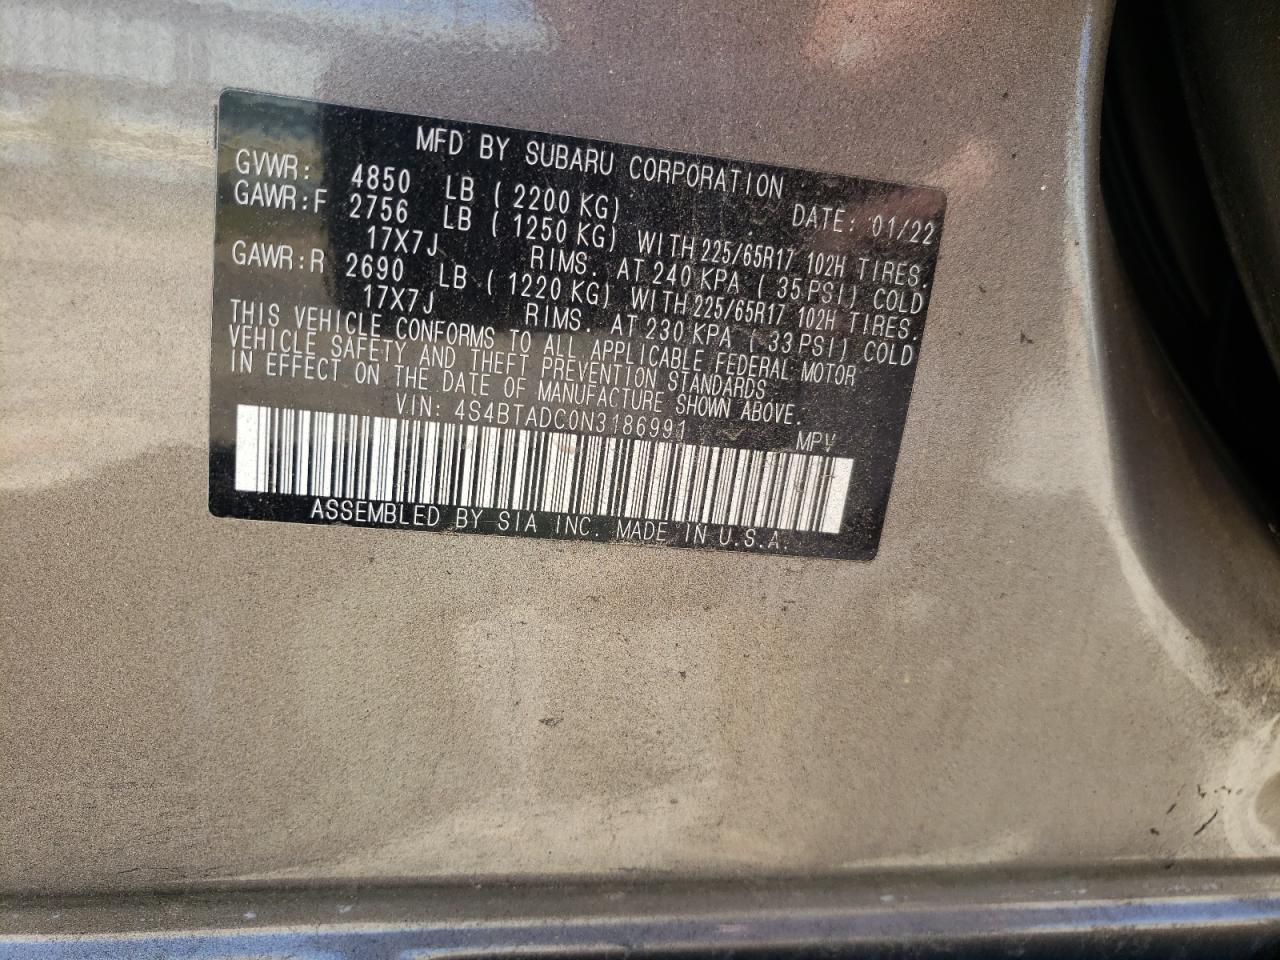 MFD BY SUBARU CORPORATION
DATE: 01/22
GVWR: 4850 LB ( 2200 KG)
GAWR:F 2756 LB ( 1250 KG) WITH 225/65R17 102H TIRES.
17X7J RIMS. AT 240 KPA ( 35 PSI) COLD
GAWR:R 2690 LB ( 1220 KG) WITH 225/65R17 102H TIRES.
17X7J RIMS. AT 230 KPA ( 33 PSI) COLD
THIS VEHICLE CONFORMS TO ALL APPLICABLE FEDERAL MOTOR
VEHICLE SAFETY AND THEFT PREVENTION STANDARDS
IN EFFECT ON THE DATE OF MANUFACTURE SHOWN ABOVE.
VIN: 4S4BTADC0N3186991 MPV
ASSEMBLED BY SIA INC. MADE IN U.S.A.